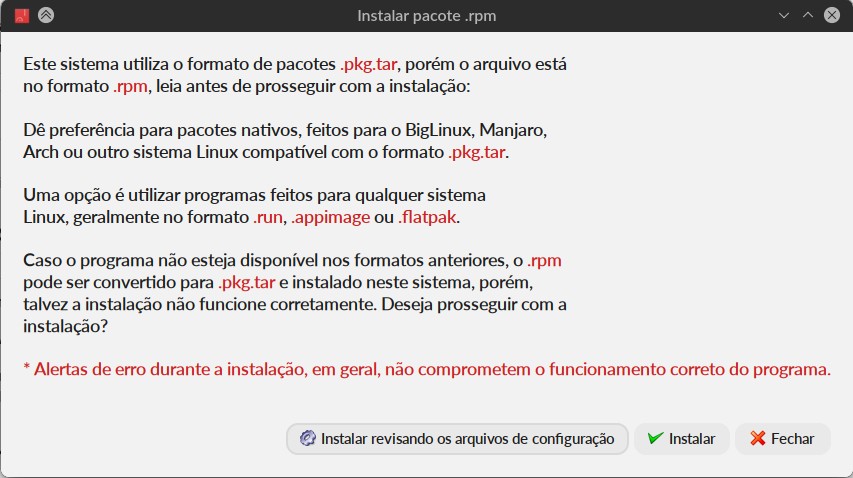 Instalar pacote .rpm
Este sistema utiliza o formato de pacotes .pkg.tar, porém o arquivo está
no formato .rpm, leia antes de prosseguir com a instalação:
Dê preferência para pacotes nativos, feitos para o BigLinux, Manjaro,
Arch ou outro sistema Linux compatível com o formato .pkg.tar.
Uma opção é utilizar programas feitos para qualquer sistema
Linux, geralmente no formato .run, .appimage ou .flatpak.
Caso o programa não esteja disponível nos formatos anteriores, o .rpm
pode ser convertido para .pkg.tar e instalado neste sistema, porém,
talvez a instalação não funcione corretamente. Deseja prosseguir com a
instalação?
* Alertas de erro durante a instalação, em geral, não comprometem o funcionamento correto do programa.
Instalar revisando os arquivos de configuração
Instalar
Fechar